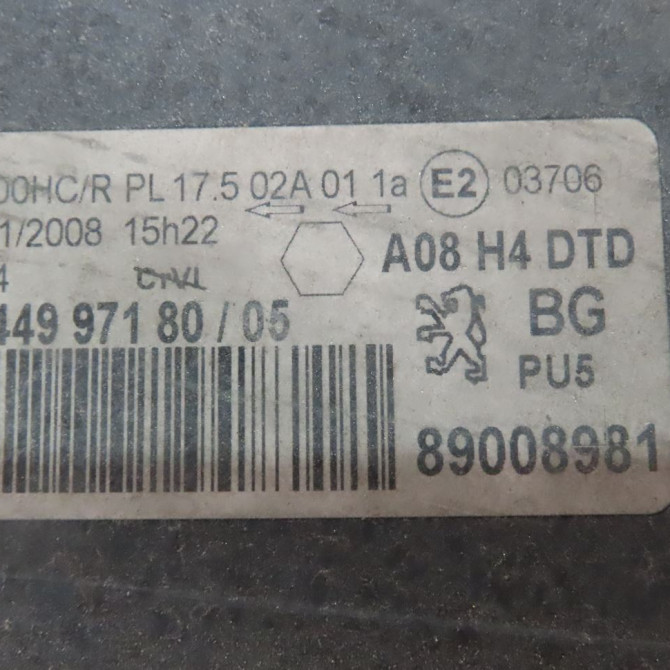 00HC/R PL 17.5 02A 01 1a E2 03706
1/2008 15h22
A08 H4 DTD
4
449 971 80 / 05
BG
PU5
89008981